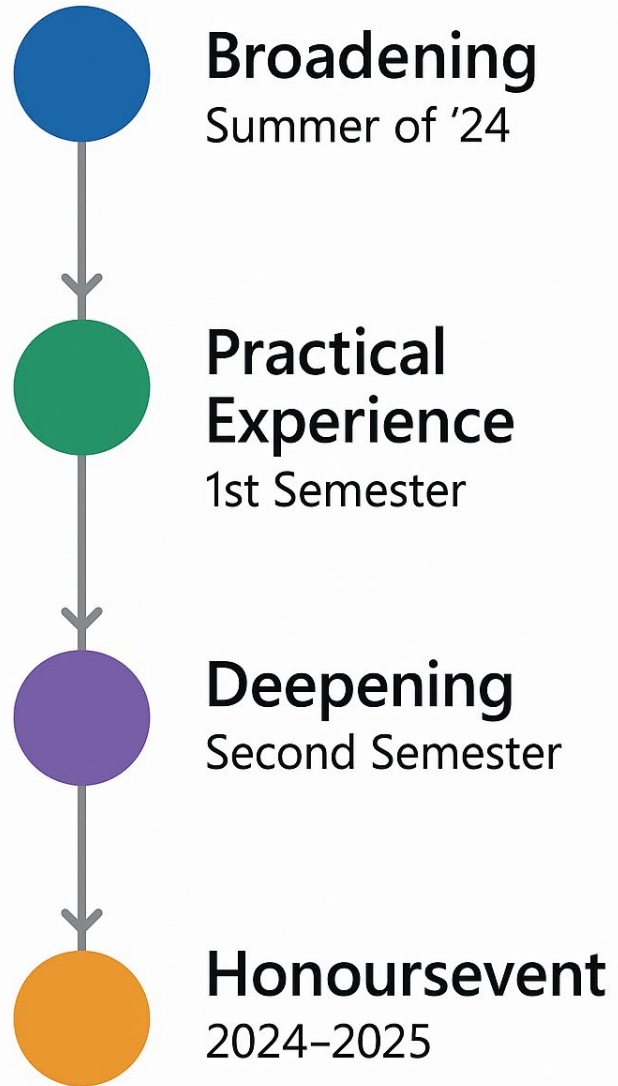 Broadening
Summer of ’24
Practical
Experience
1st Semester
Deepening
Second Semester
Honoursevent
2024–2025